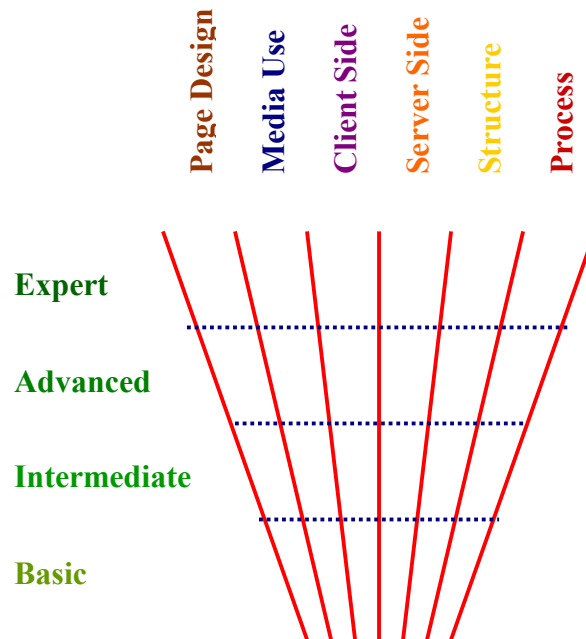 Page Design
Media Use
Client Side
Server Side
Structure
Process
Expert
Advanced
Intermediate
Basic